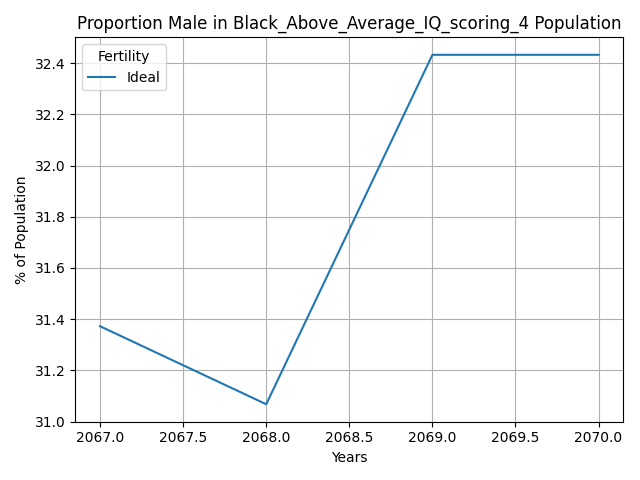 Proportion Male in Black_Above_Average_IQ_scoring_4 Population
Fertility
Ideal
% of Population
32.4
32.2
32.0
31.8
31.6
31.4
31.2
31.0
2067.0 2067.5 2068.0 2068.5 2069.0 2069.5 2070.0
Years